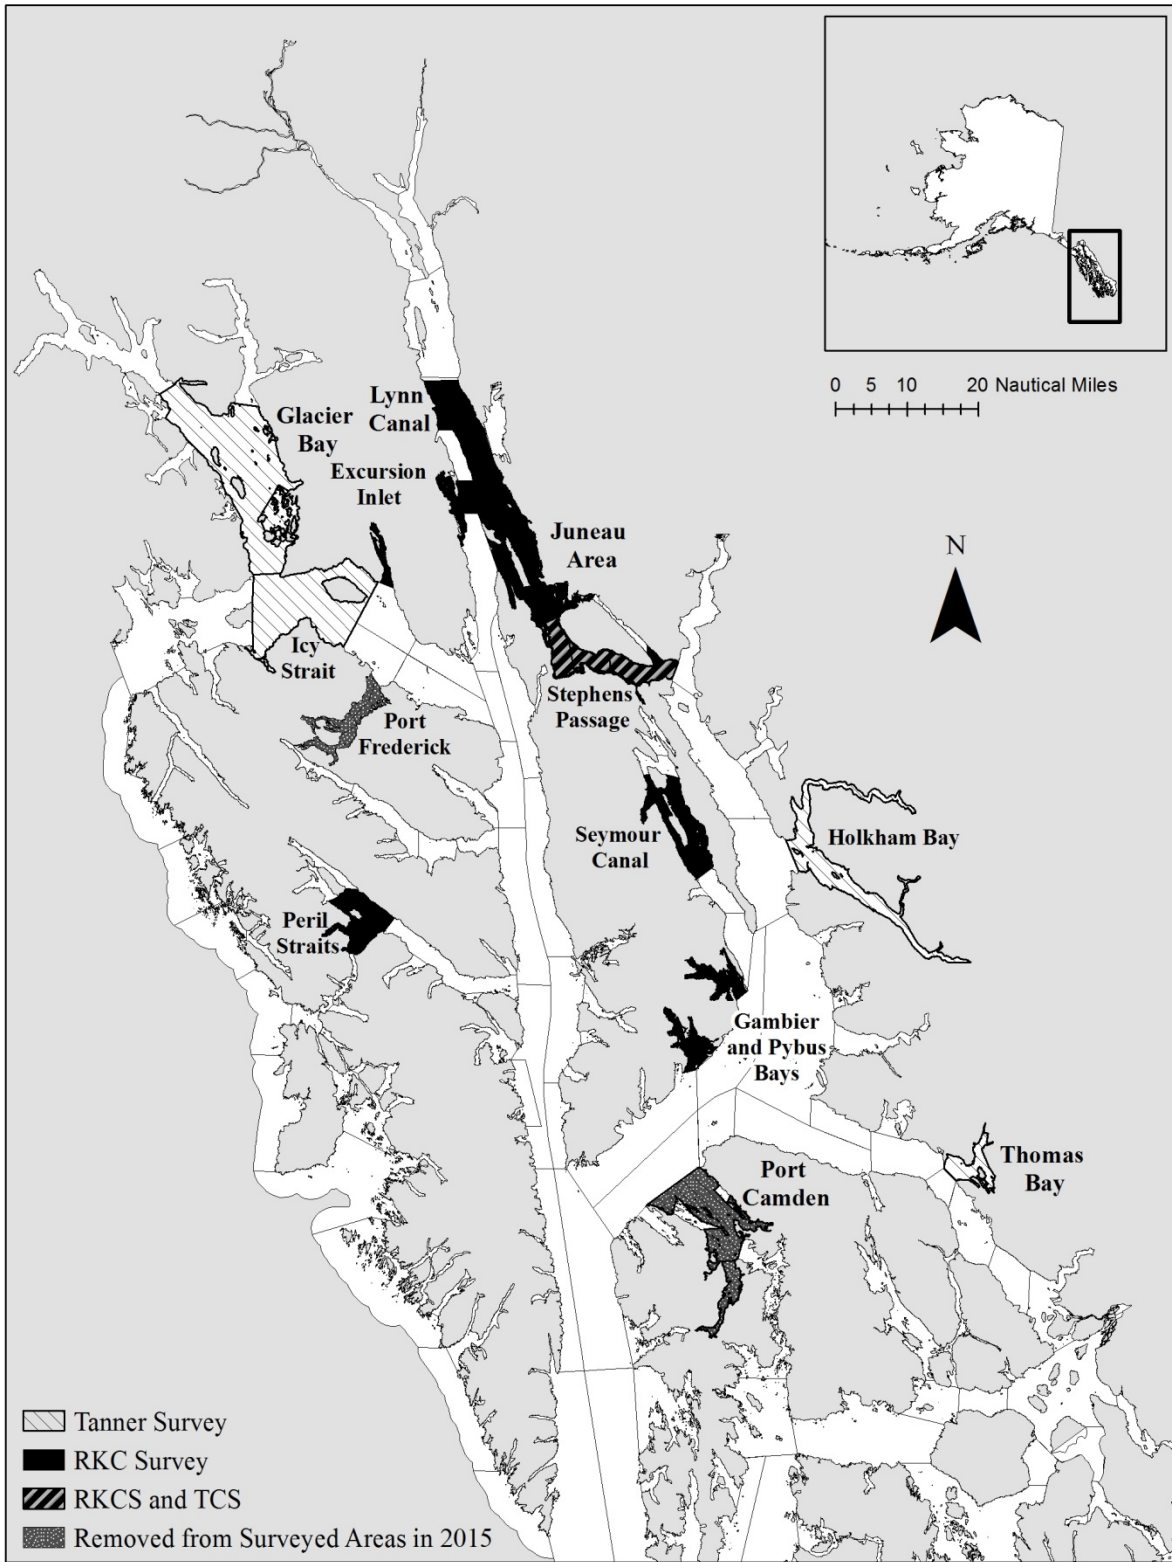 0 5 10 20 Nautical Miles
Lynn
Canal
Glacier
Bay
Excursion
Inlet
Juneau
Area
N
Icy
Strait
Stephens
Passage
Port
Frederick
Seymour
Canal
Holkham Bay
Peril
Straits
Gambier
and Pybus
Bays
Thomas
Bay
Port
Camden
Tanner Survey
RKC Survey
RKCS and TCS
Removed from Surveyed Areas in 2015